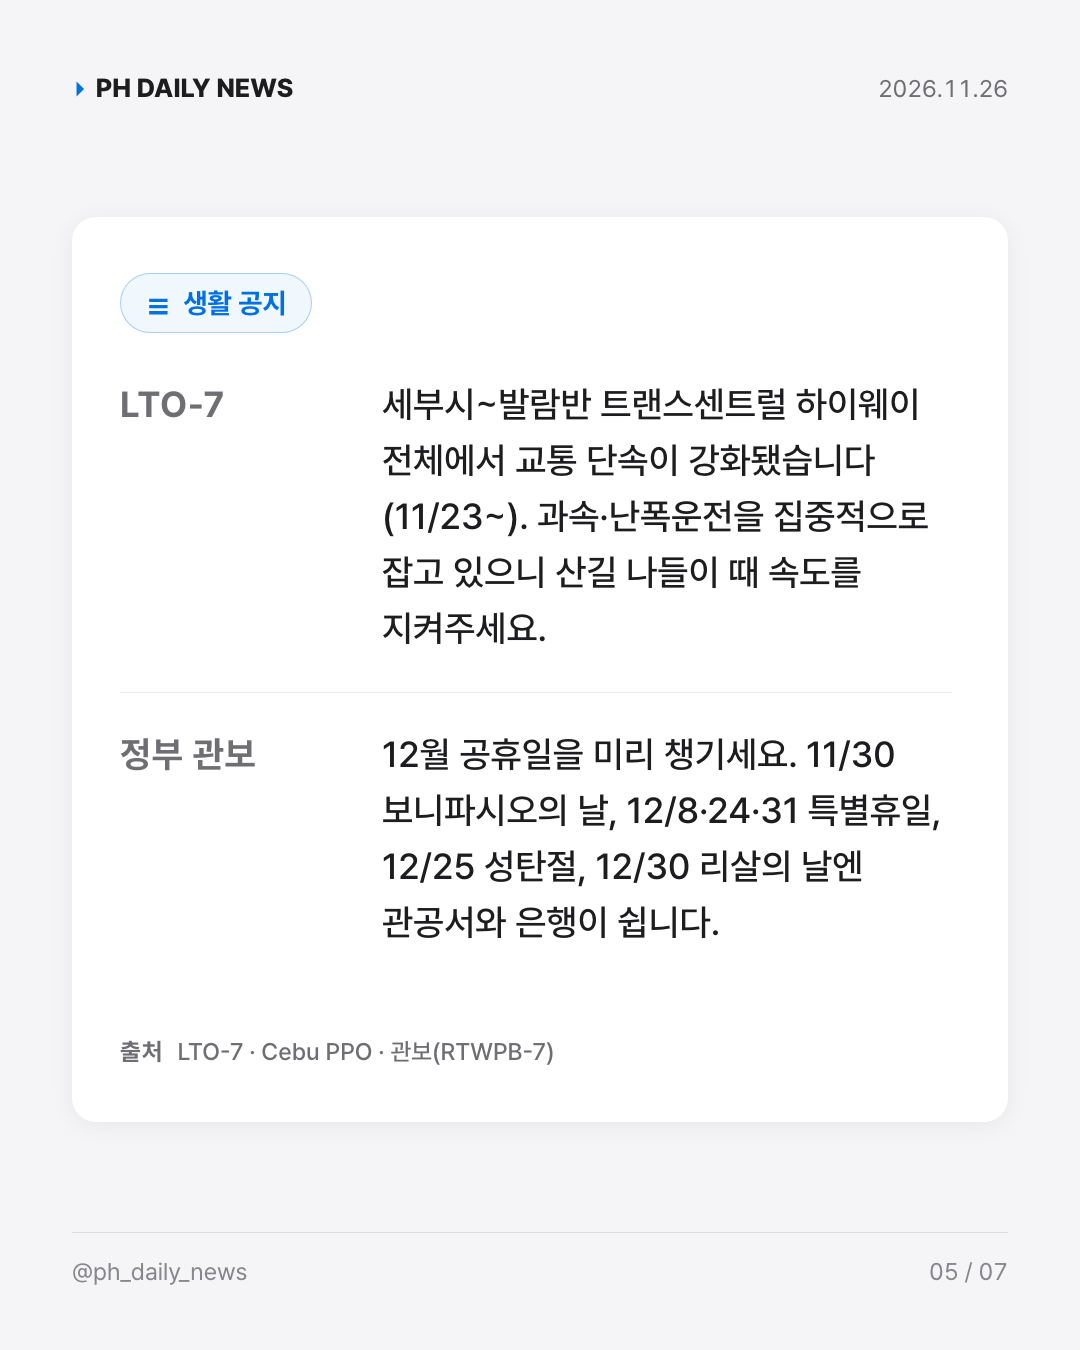 PH DAILY NEWS
2026.11.26
생활 공지
LTO-7
세부시~발람반 트랜스센트럴 하이웨이
전체에서 교통 단속이 강화됐습니다
(11/23~). 과속·난폭운전을 집중적으로
잡고 있으니 산길 나들이 때 속도를
지켜주세요.
정부 관보
12월 공휴일을 미리 챙기세요. 11/30
보니파시오의 날, 12/8·24·31 특별휴일,
12/25 성탄절, 12/30 리살의 날엔
관공서와 은행이 쉽니다.
출처 LTO-7 · Cebu PPO · 관보(RTWPB-7)
@ph_daily_news
05 / 07